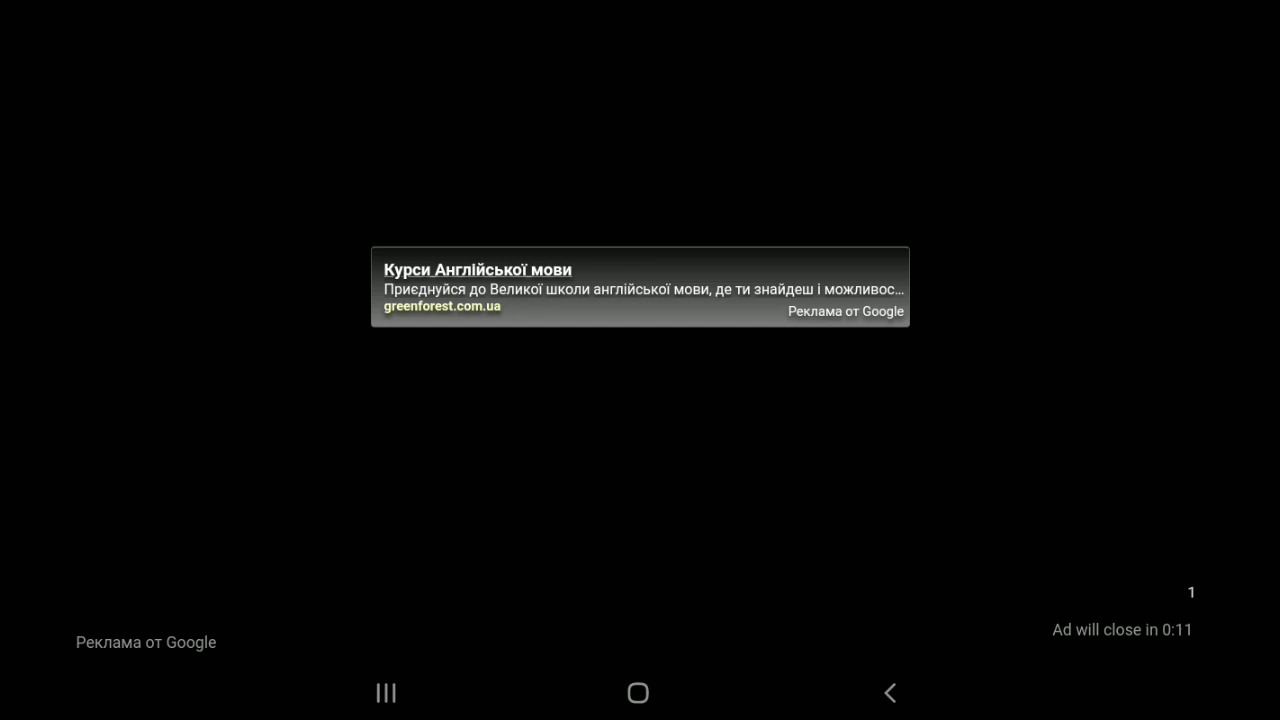 Курси Англійської мови
Приєднуйся до Великої школи англійської мови, де ти знайдеш і можливос...
greenforest.com.ua
Реклама от Google
1
Ad will close in 0:11
Реклама от Google